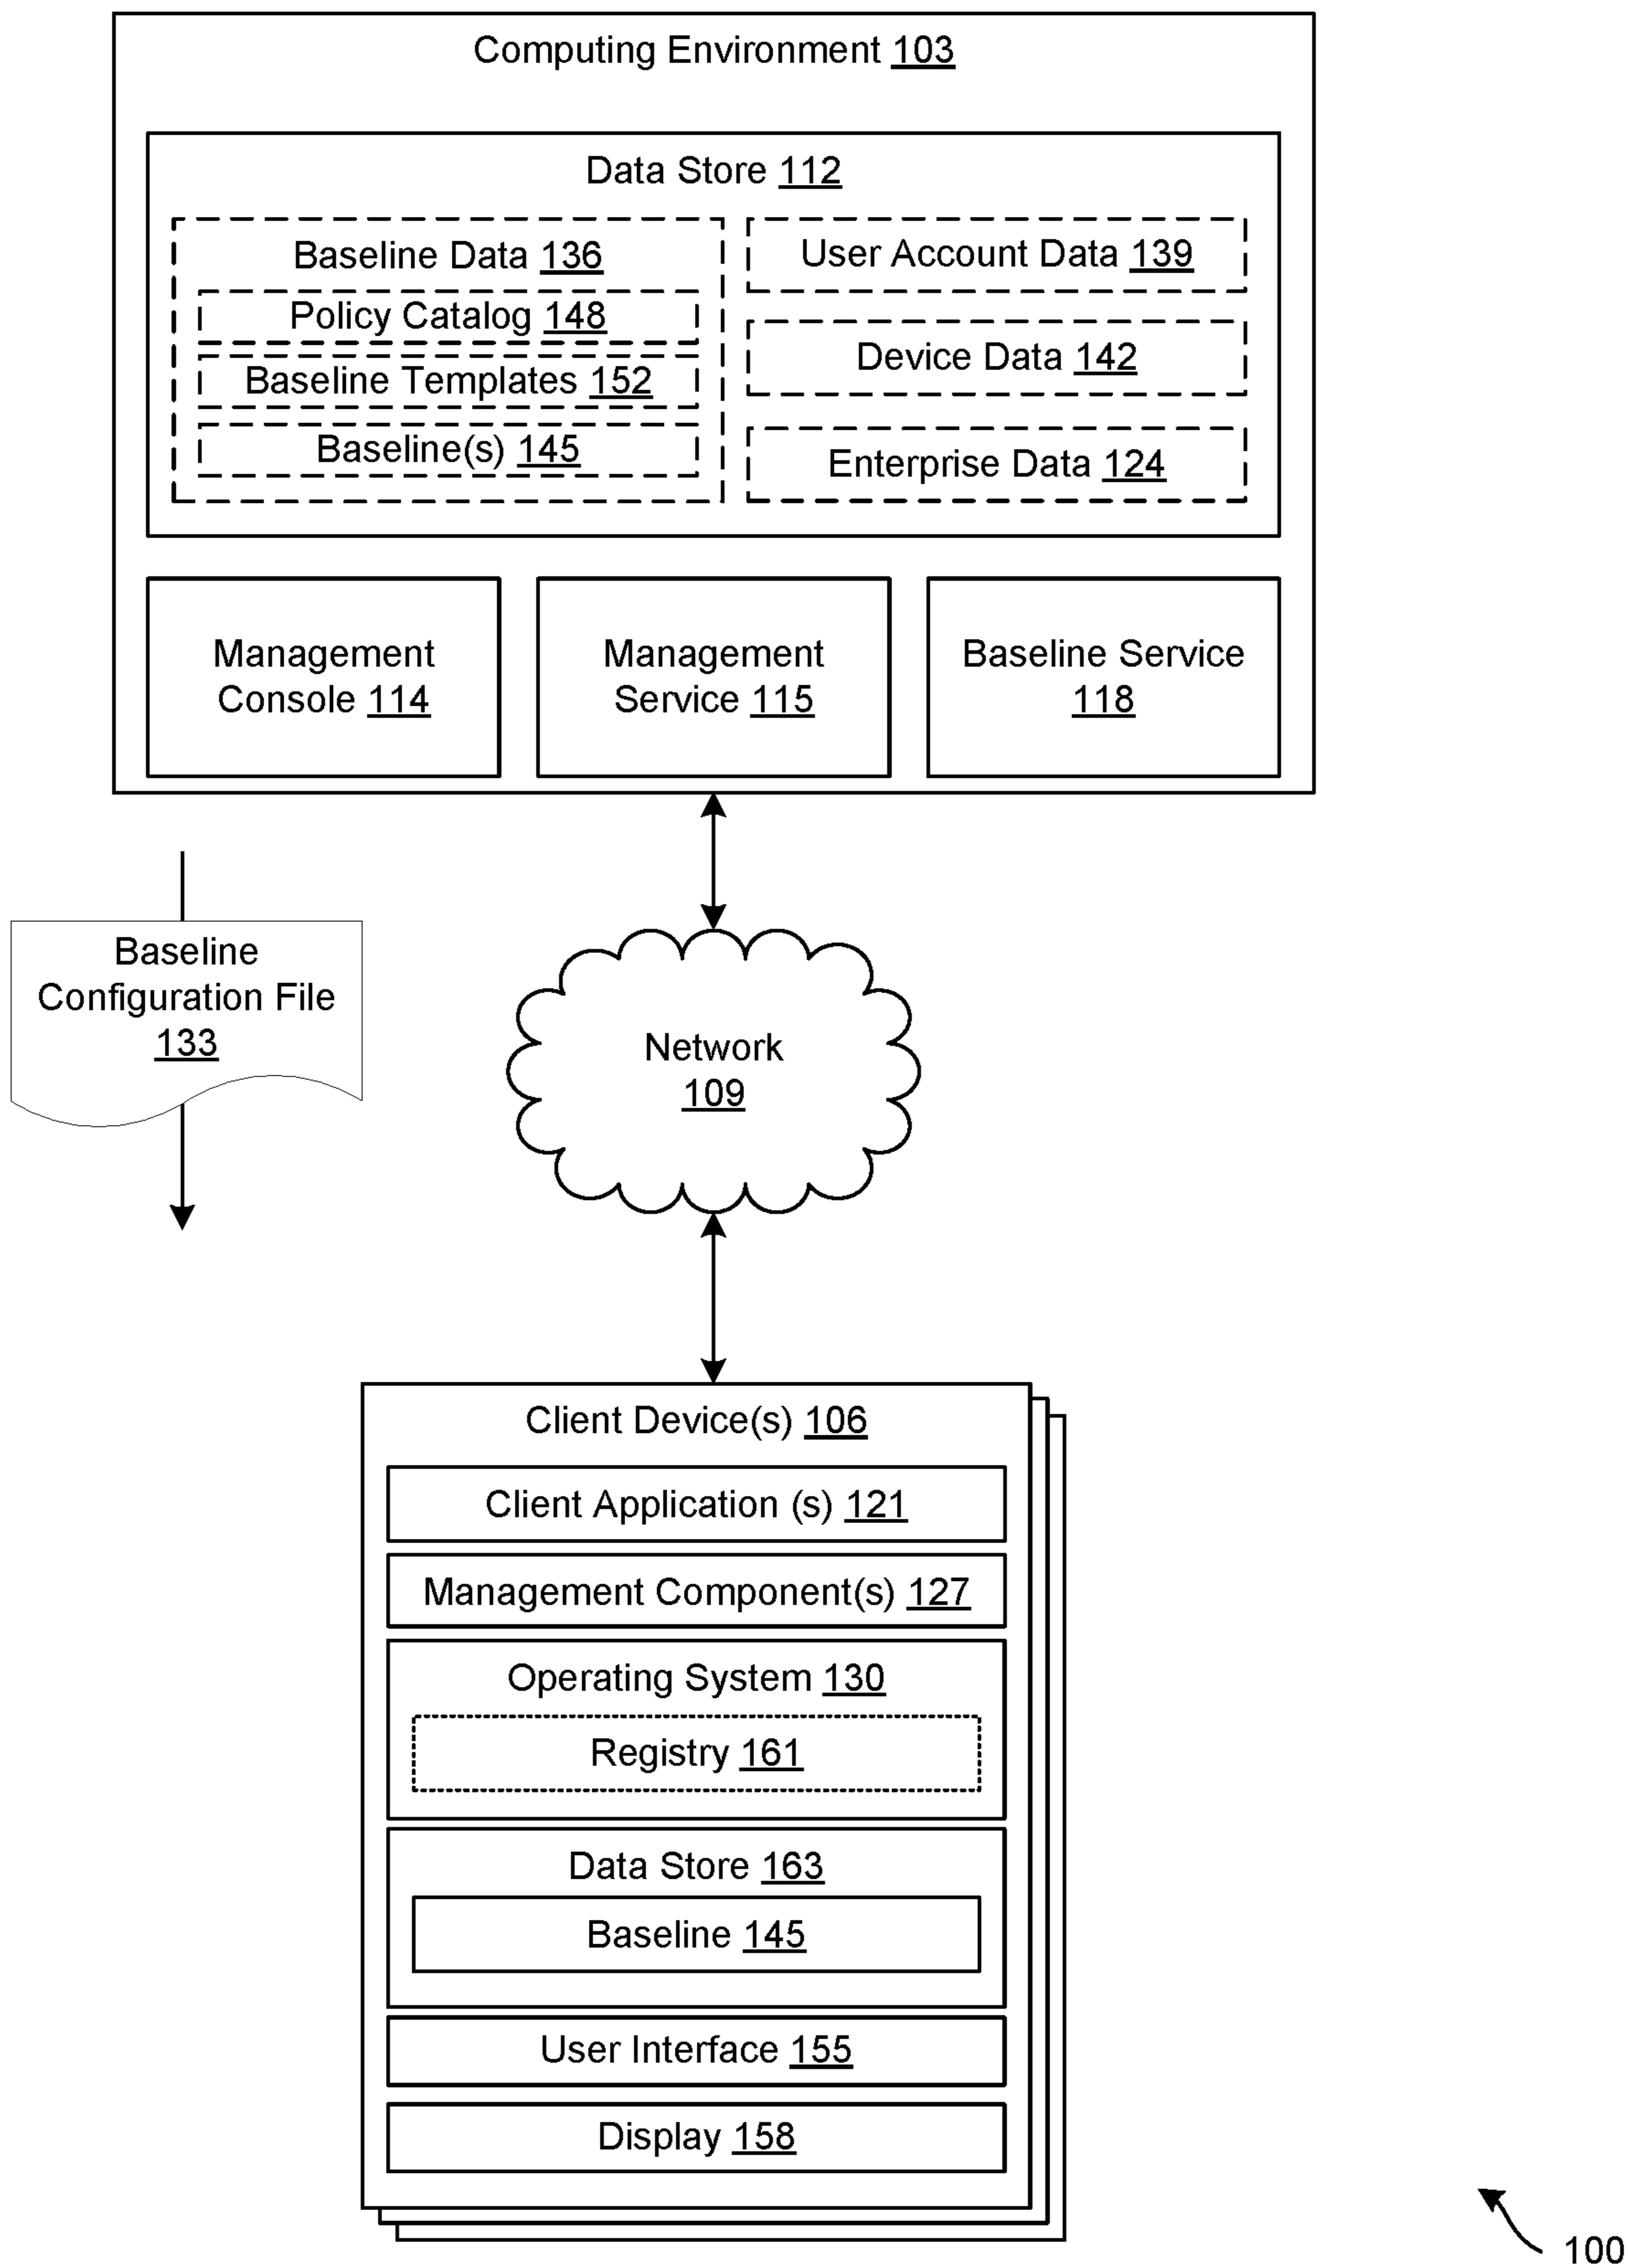 Computing Environment 103
Data Store 112
Baseline Data 136
Policy Catalog 148
Baseline Templates 152
Baseline(s) 145
User Account Data 139
Device Data 142
Enterprise Data 124
Management
Console 114
Management
Service 115
Baseline Service
118
Baseline
Configuration File
133
Network
109
Client Device(s) 106
Client Application (s) 121
Management Component(s) 127
Operating System 130
Registry 161
Data Store 163
Baseline 145
User Interface 155
Display 158
100